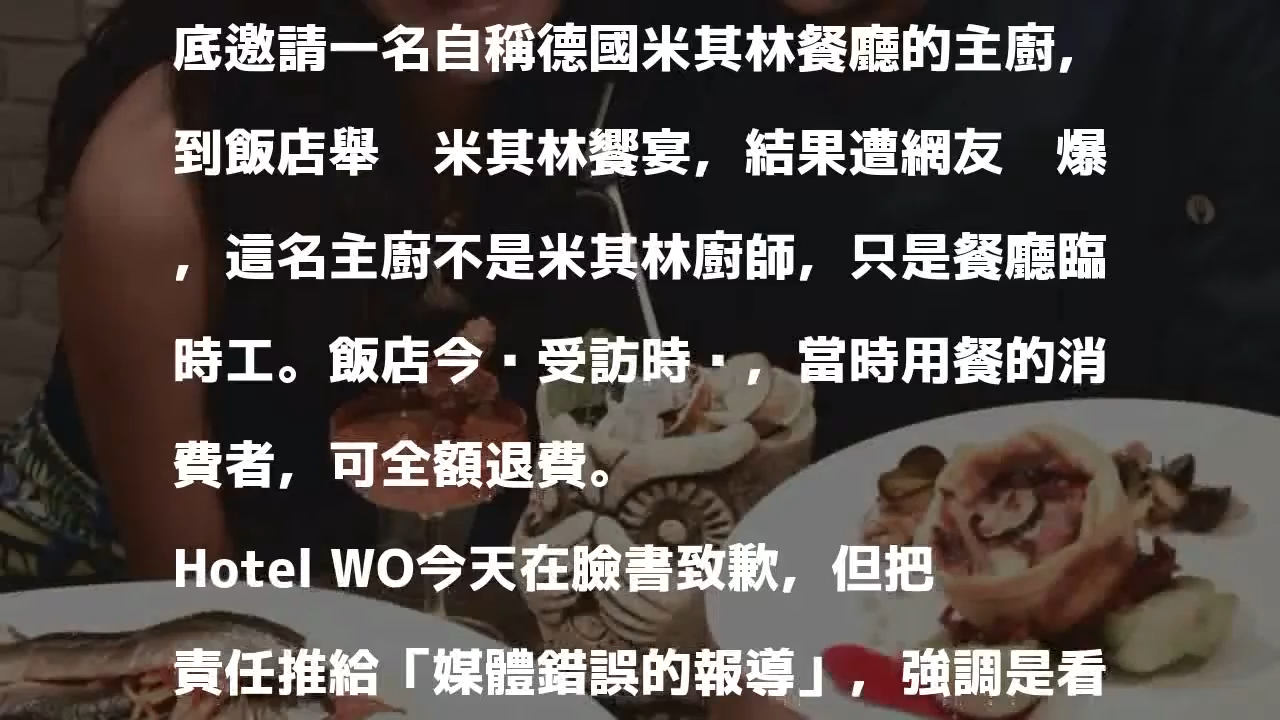 底邀請一名自稱德國米其林餐廳的主廚,
到飯店舉　米其林饗宴, 結果遭網友　爆
, 這名主廚不是米其林廚師, 只是餐廳臨
時工。飯店今·受訪時·, 當時用餐的消
費者, 可全額退費。
Hotel WO今天在臉書致歉, 但把
責任推給「媒體錯誤的報導」, 強調是看